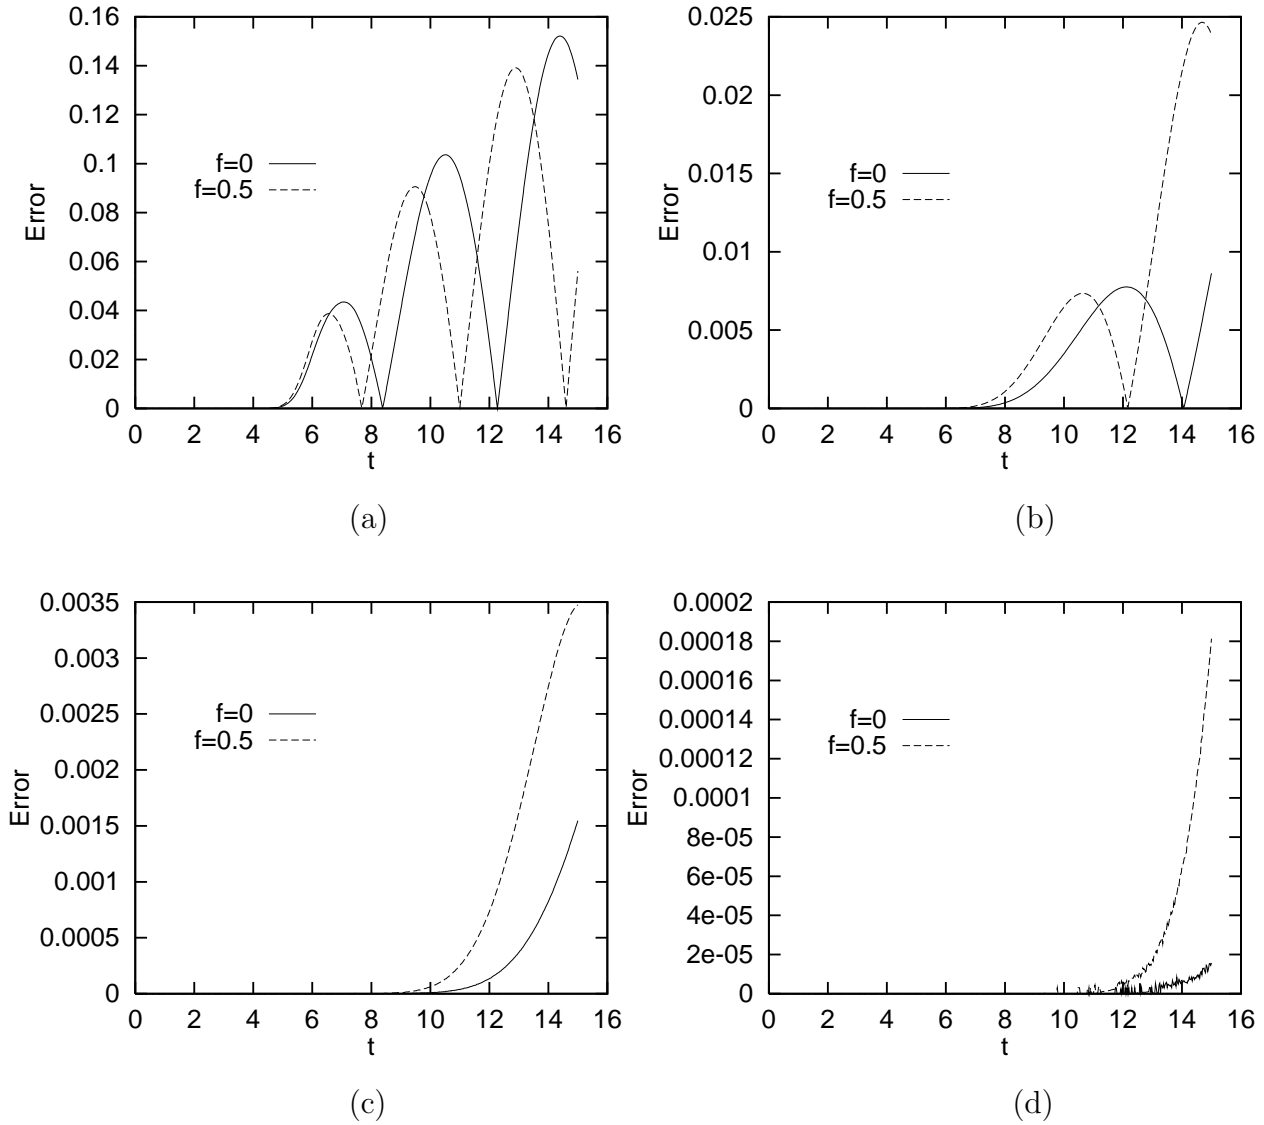 0.16
0.14
0.12
0.1
0.08
0.06
0.04
0.02
0
Error
f=0
f=0.5
0 2 4 6 8 10 12 14 16
t
(a)
0.025
0.02
0.015
0.01
0.005
0
Error
f=0
f=0.5
0 2 4 6 8 10 12 14 16
t
(b)
0.0035
0.003
0.0025
0.002
0.0015
0.001
0.0005
0
Error
f=0
f=0.5
0 2 4 6 8 10 12 14 16
t
(c)
0.0002
0.00018
0.00016
0.00014
0.00012
0.0001
8e-05
6e-05
4e-05
2e-05
0
Error
f=0
f=0.5
0 2 4 6 8 10 12 14 16
t
(d)